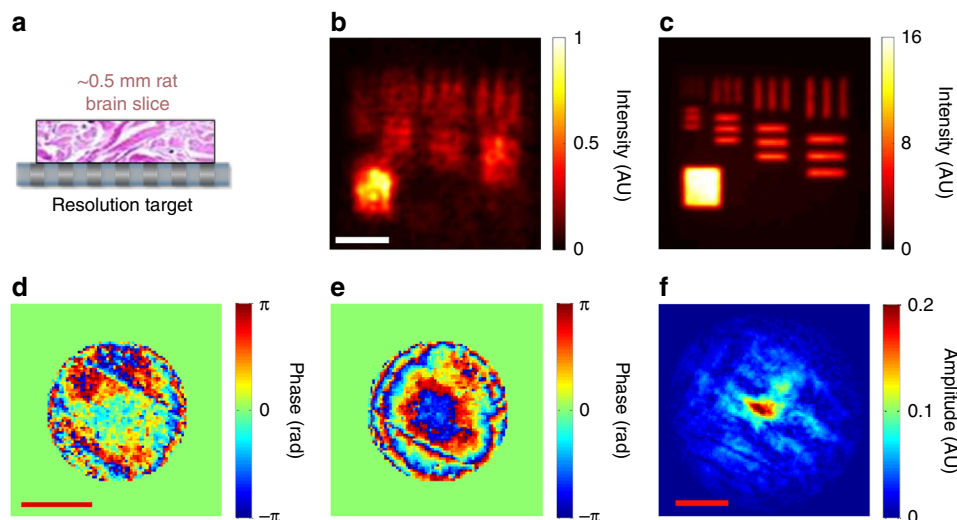 a
~0.5 mm rat
brain slice
Resolution target
b
1
0.5
0
Intensity (AU)
c
16
8
0
Intensity (AU)
d
π
0
−π
Phase (rad)
e
π
0
−π
Phase (rad)
f
0.2
0.1
0
Amplitude (AU)